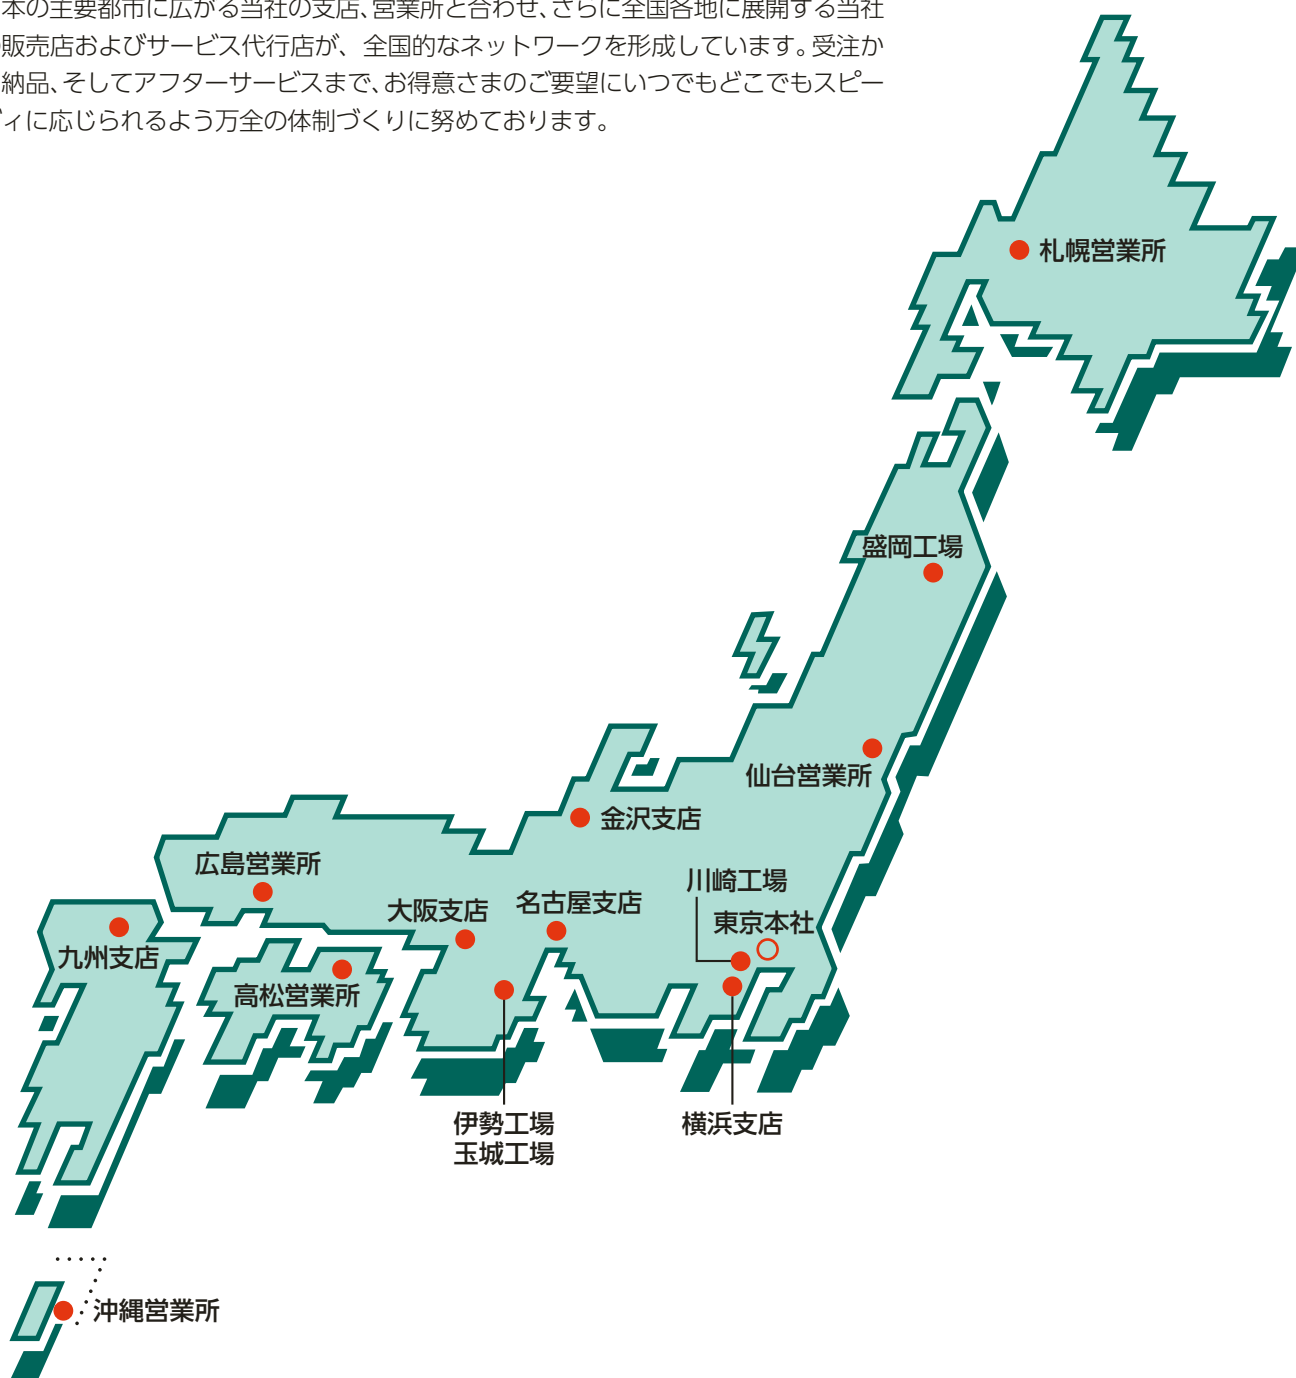 本の主要都市に広がる当社の支店、営業所と合わせ、さらに全国各地に展開する当社
販売店およびサービス代行店が、全国的なネットワークを形成しています。受注か
納品、そしてアフターサービスまで、お得意さまのご要望にいつでもどこでもスピー
ディに応じられるよう万全の体制づくりに努めております。
札幌営業所
盛岡工場
仙台営業所
金沢支店
広島営業所
川崎工場
大阪支店
名古屋支店
東京本社
九州支店
高松営業所
伊勢工場
玉城工場
横浜支店
沖縄営業所